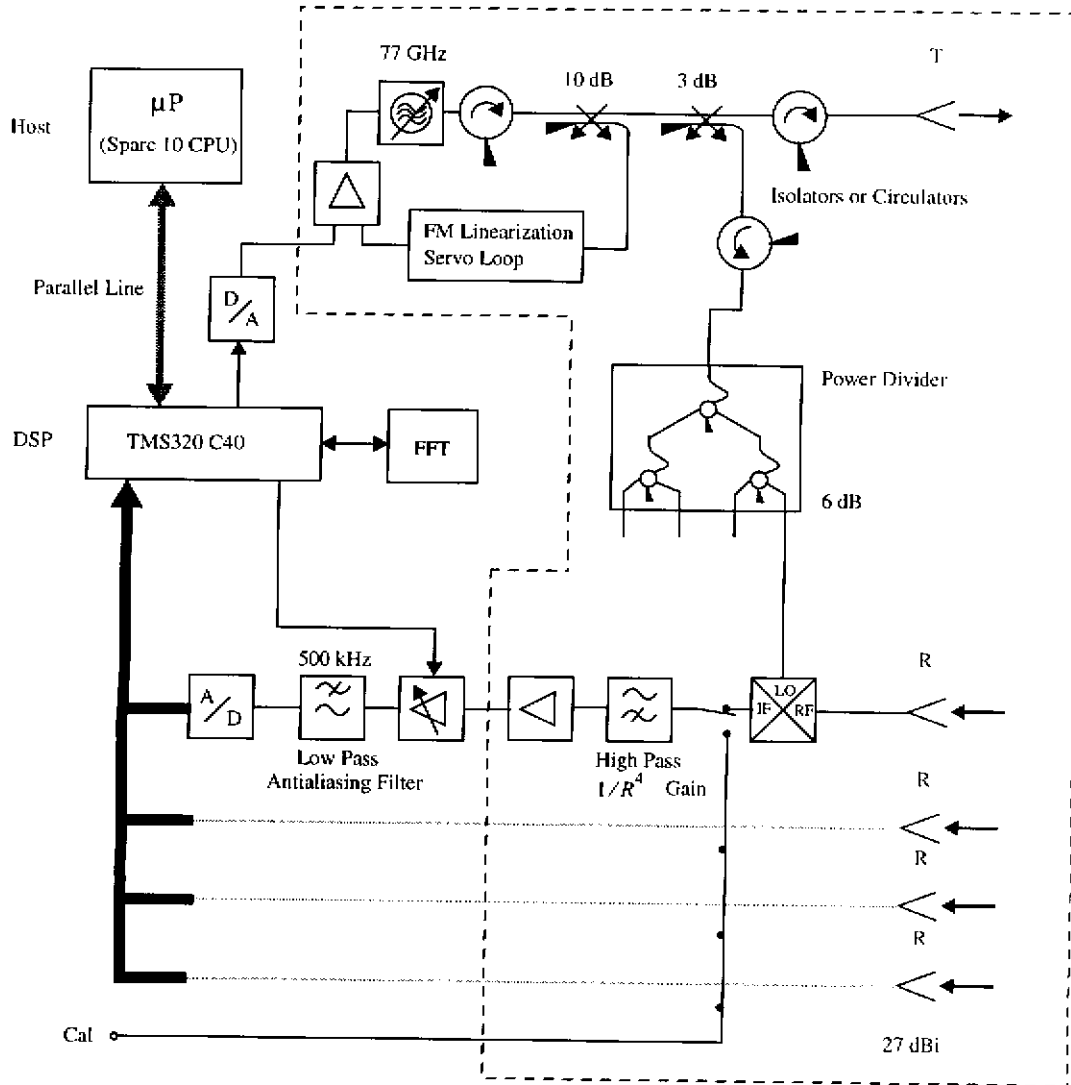 77 GHz
T
10 dB
3 dB
Host
µP
(Sparc 10 CPU)
Isolators or Circulators
FM Linearization
Servo Loop
Parallel Line
D/A
Power Divider
DSP
TMS320 C40
FFT
6 dB
R
500 kHz
A/D
LO
IF
RF
Low Pass
Antialiasing Filter
High Pass
1/R⁴ Gain
R
R
R
Cal
27 dBi